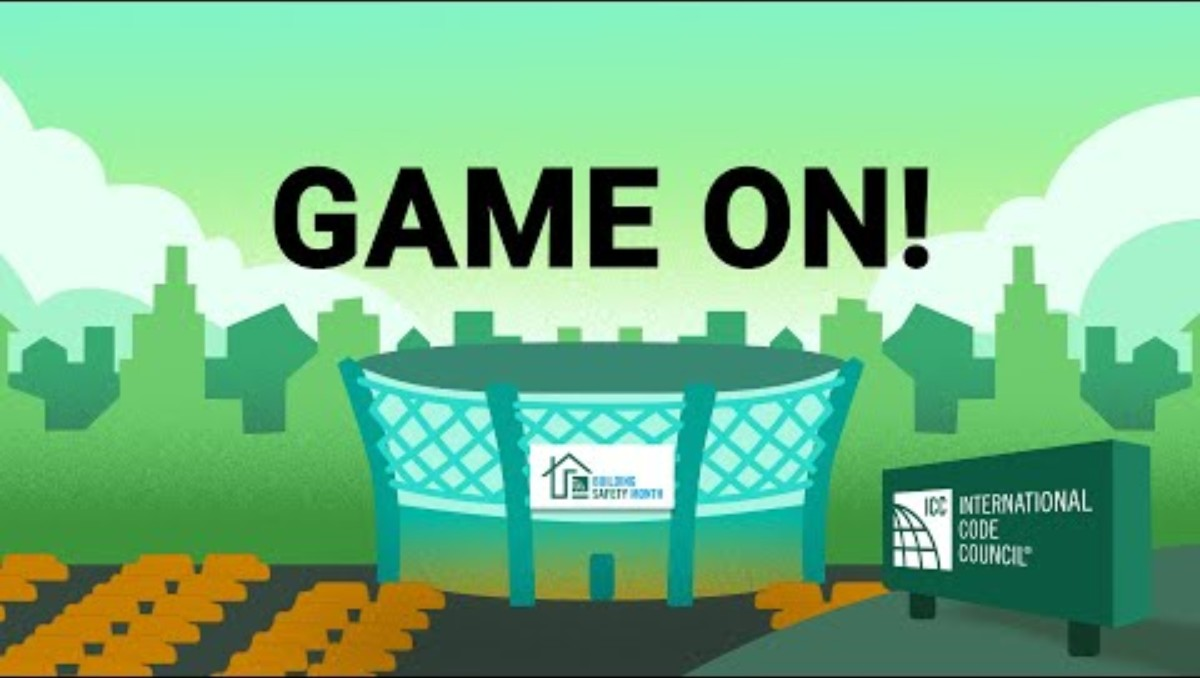 GAME ON!
BUILDING
SAFETY MONTH
ICC
INTERNATIONAL
CODE
COUNCIL®